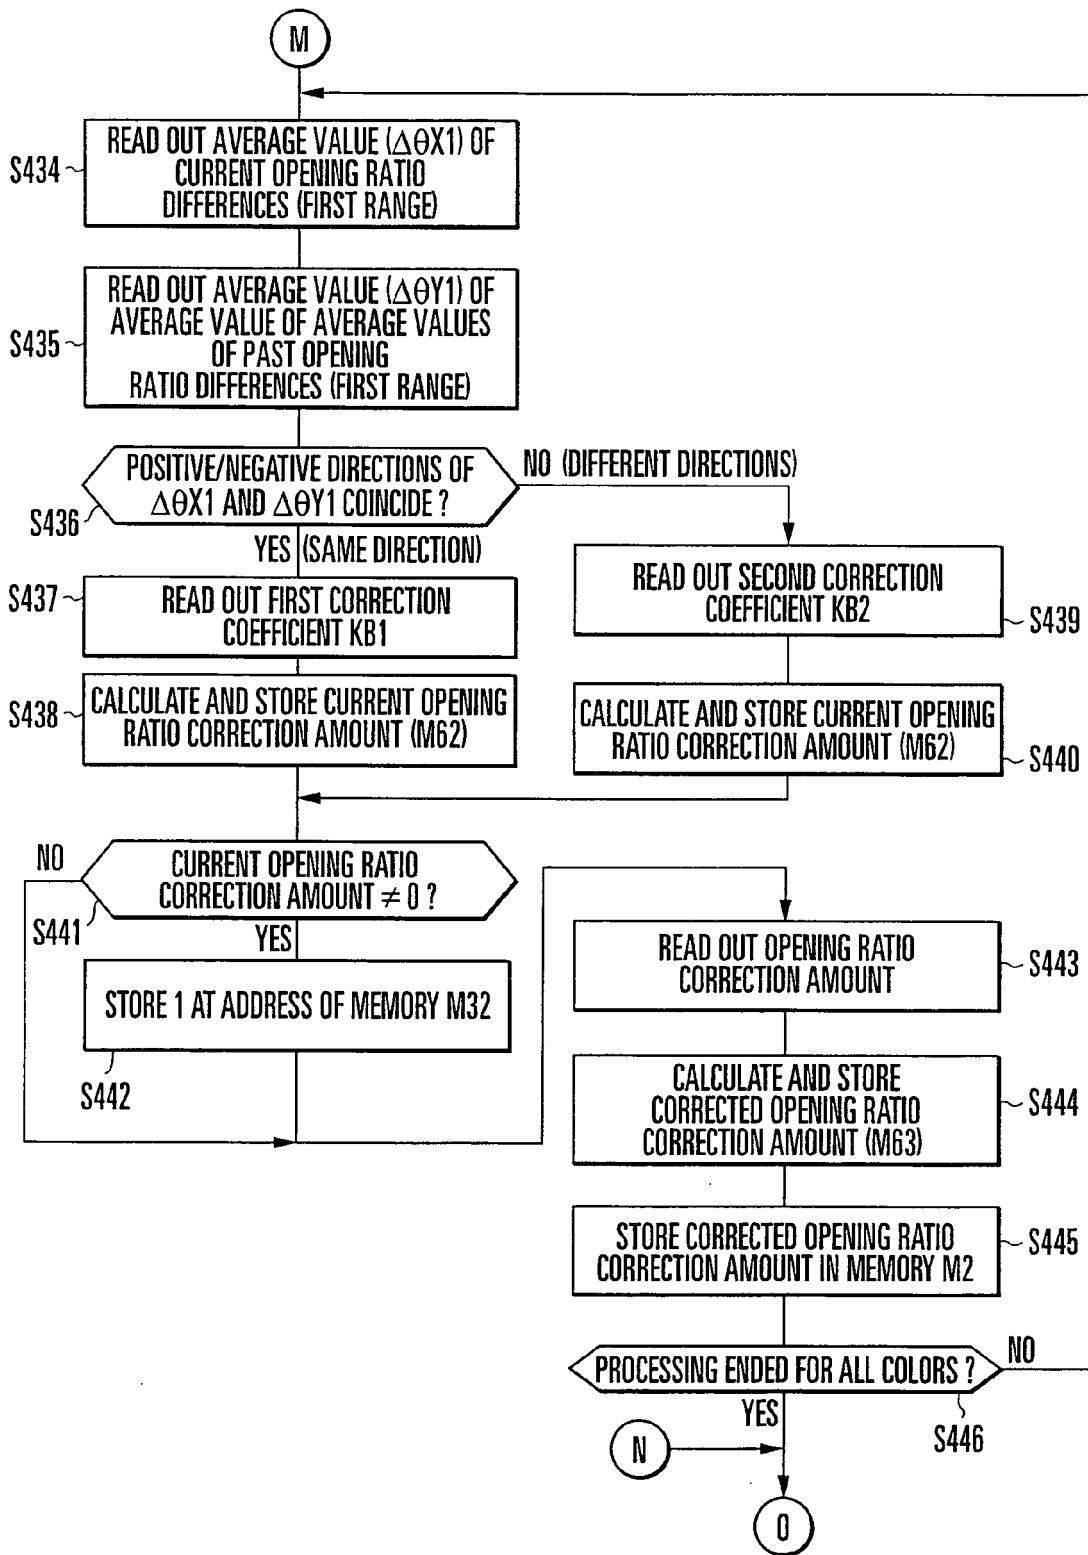 M
READ OUT AVERAGE VALUE (ΔθX1) OF
CURRENT OPENING RATIO
DIFFERENCES (FIRST RANGE)
S434
READ OUT AVERAGE VALUE (ΔθY1) OF
AVERAGE VALUE OF AVERAGE VALUES
OF PAST OPENING
RATIO DIFFERENCES (FIRST RANGE)
S435
POSITIVE/NEGATIVE DIRECTIONS OF
ΔθX1 AND ΔθY1 COINCIDE ?
S436
NO (DIFFERENT DIRECTIONS)
YES (SAME DIRECTION)
S437
READ OUT FIRST CORRECTION
COEFFICIENT KB1
READ OUT SECOND CORRECTION
COEFFICIENT KB2
S439
S438
CALCULATE AND STORE CURRENT OPENING
RATIO CORRECTION AMOUNT (M62)
CALCULATE AND STORE CURRENT OPENING
RATIO CORRECTION AMOUNT (M62)
S440
NO
CURRENT OPENING RATIO
CORRECTION AMOUNT ≠ 0 ?
S441
YES
STORE 1 AT ADDRESS OF MEMORY M32
S442
READ OUT OPENING RATIO
CORRECTION AMOUNT
S443
CALCULATE AND STORE
CORRECTED OPENING RATIO
CORRECTION AMOUNT (M63)
S444
STORE CORRECTED OPENING RATIO
CORRECTION AMOUNT IN MEMORY M2
S445
PROCESSING ENDED FOR ALL COLORS ?
NO
YES
S446
N
O